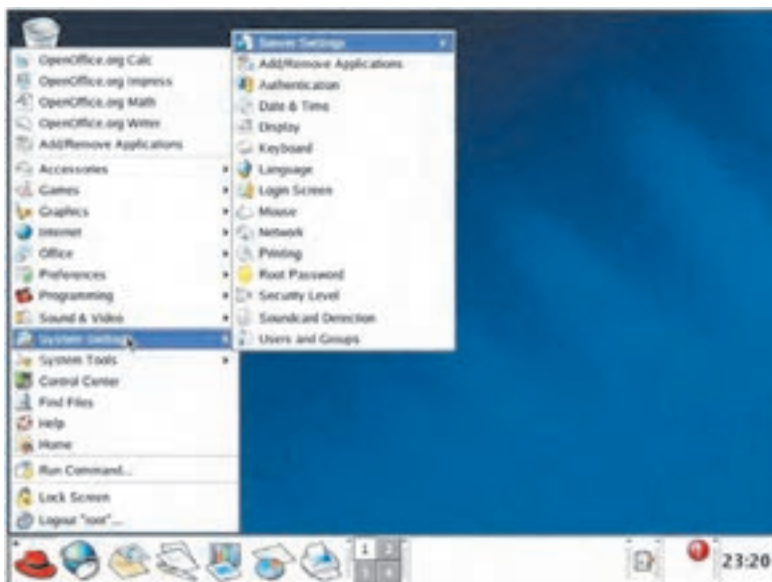 OpenOffice.org Calc
OpenOffice.org Impress
OpenOffice.org Math
OpenOffice.org Writer
Add/Remove Applications
Accessories
Games
Graphics
Internet
Office
Preferences
Programming
Sound & Video
System Settings
System Tools
Control Center
Find Files
Help
Home
Run Command...
Lock Screen
Logout "root"...
Server Settings
Add/Remove Applications
Authentication
Date & Time
Display
Keyboard
Language
Login Screen
Mouse
Network
Printing
Root Password
Security Level
Soundcard Detection
Users and Groups
1 2
3 4
23:20